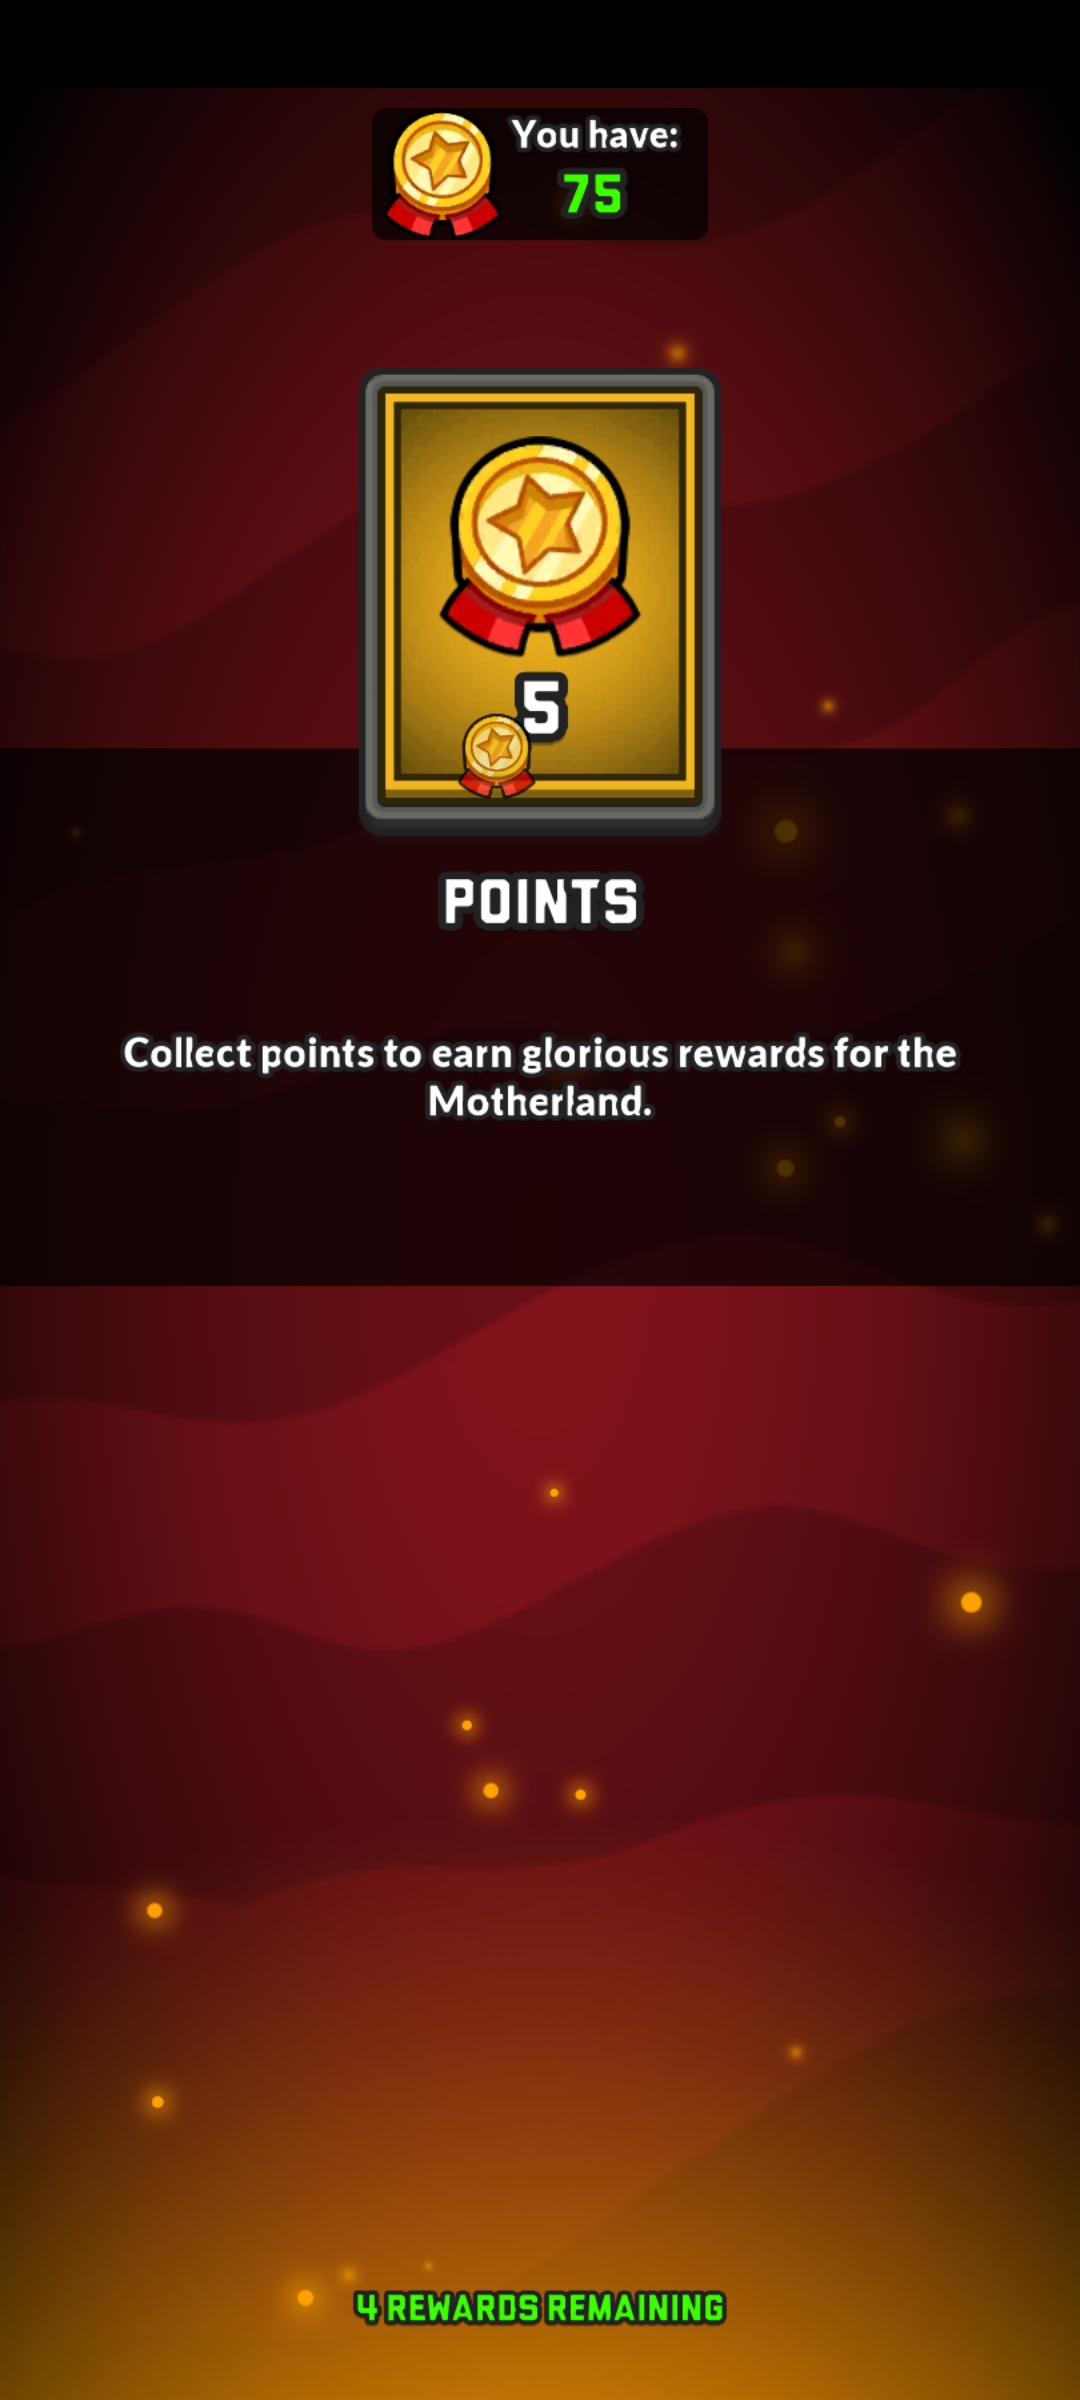 You have:
75
5
POINTS
Collect points to earn glorious rewards for the
Motherland.
4 REWARDS REMAINING